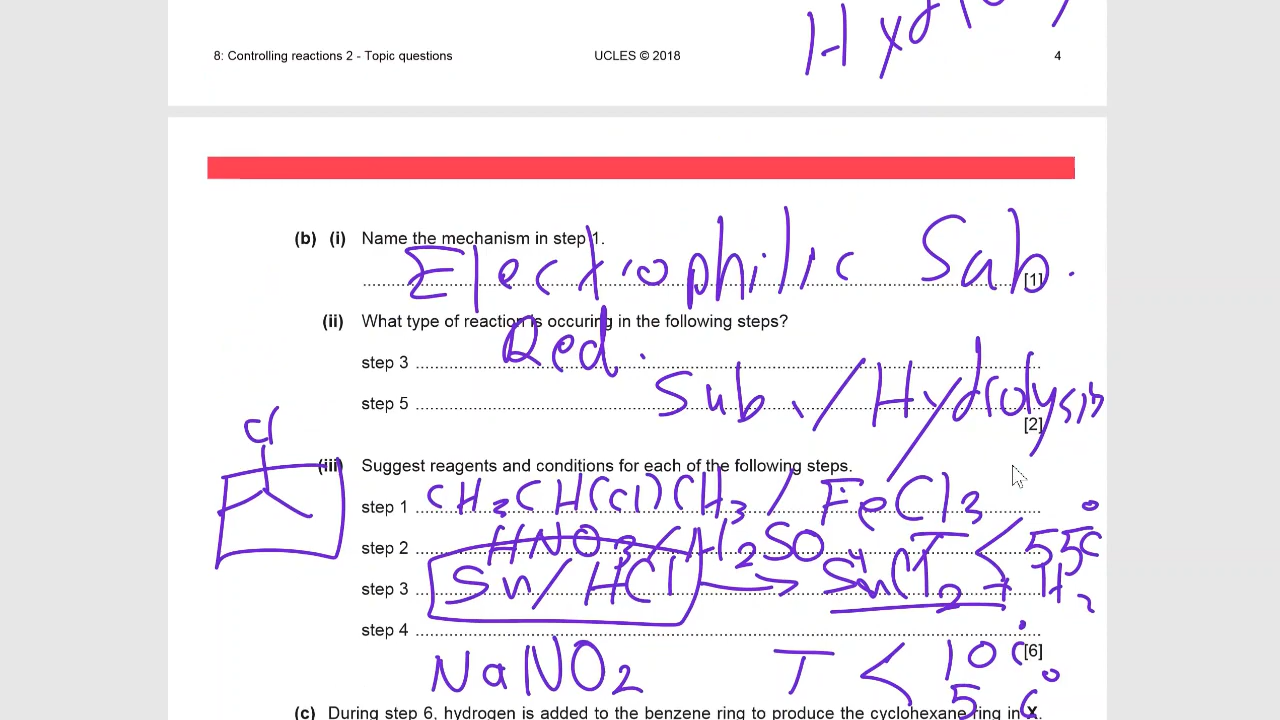 Hydroly
8: Controlling reactions 2 - Topic questions UCLES © 2018 4
(b) (i) Name the mechanism in step 1.
Electrophilic Sub. [1]
(ii) What type of reaction is occuring in the following steps?
step 3 Red.
step 5 Sub. / Hydrolysis
[2]
Cl
(iii) Suggest reagents and conditions for each of the following steps.
step 1 CH3CH(Cl)CH3 / FeCl3
step 2 HNO3/H2SO4 T < 55°C
step 3 Sn/HCl → SnCl2 + H2
step 4
[6]
NaNO2 T < 10°C
5°C
(c) During step 6, hydrogen is added to the benzene ring to produce the cyclohexane ring in X.